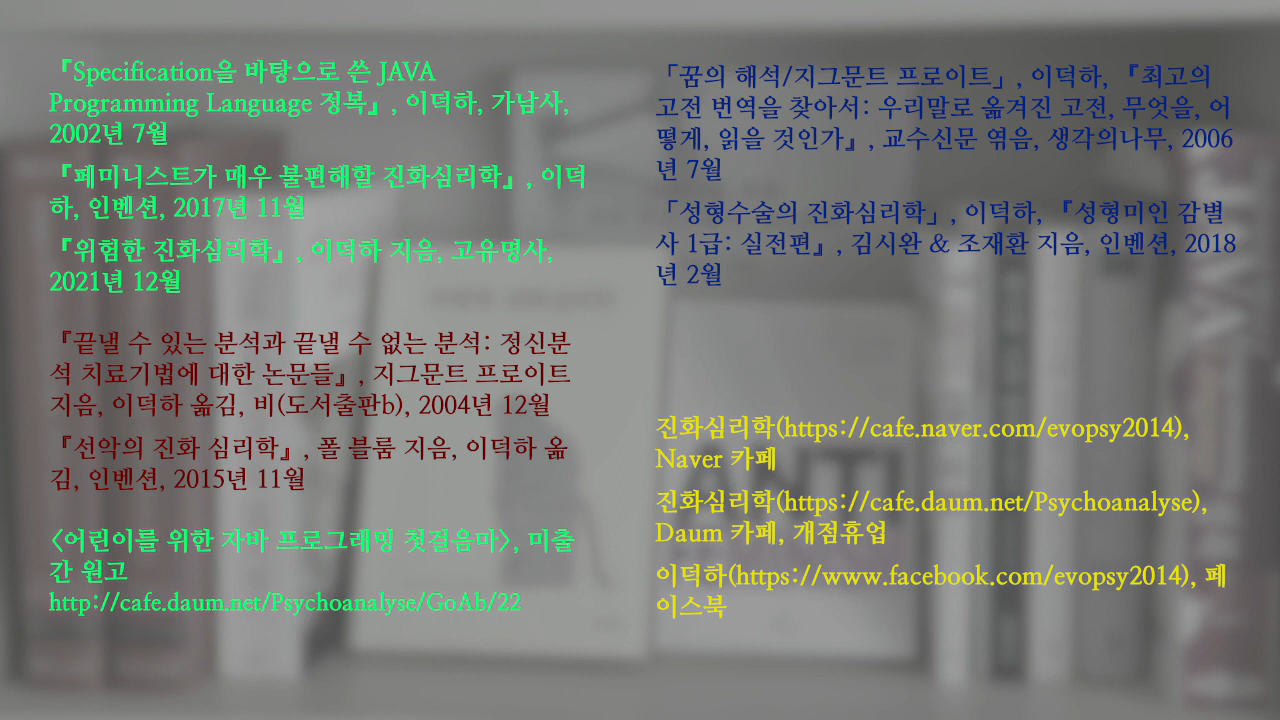 『Specification을 바탕으로 쓴 JAVA
Programming Language 정복』, 이덕하, 가남사,
2002년 7월
『페미니스트가 매우 불편해할 진화심리학』, 이덕
하, 인벤션, 2017년 11월
『위험한 진화심리학』, 이덕하 지음, 고유명사,
2021년 12월
『끝낼 수 있는 분석과 끝낼 수 없는 분석: 정신분
석 치료기법에 대한 논문들』, 지그문트 프로이트
지음, 이덕하 옮김, 비(도서출판b), 2004년 12월
『선악의 진화 심리학』, 폴 블룸 지음, 이덕하 옮
김, 인벤션, 2015년 11월
<어린이를 위한 자바 프로그래밍 첫걸음마>, 미출
간 원고
http://cafe.daum.net/Psychoanalyse/GoAb/22
「꿈의 해석/지그문트 프로이트」, 이덕하, 『최고의
고전 번역을 찾아서: 우리말로 옮겨진 고전, 무엇을, 어
떻게, 읽을 것인가』, 교수신문 엮음, 생각의나무, 2006
년 7월
「성형수술의 진화심리학」, 이덕하, 『성형미인 감별
사 1급: 실전편』, 김시완 & 조재환 지음, 인벤션, 2018
년 2월
진화심리학(https://cafe.naver.com/evopsy2014),
Naver 카페
진화심리학(https://cafe.daum.net/Psychoanalyse),
Daum 카페, 개점휴업
이덕하(https://www.facebook.com/evopsy2014), 페
이스북